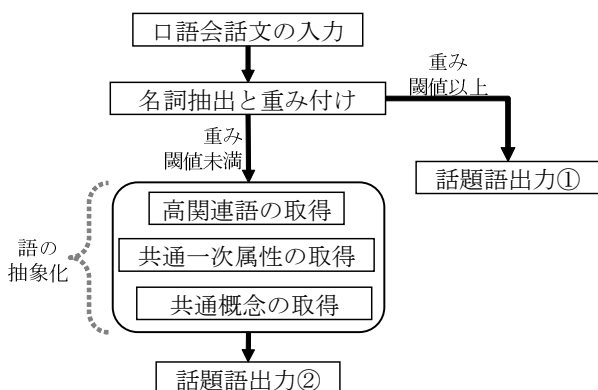 口語会話文の入力
名詞抽出と重み付け
重み
閾値以上
話題語出力①
重み
閾値未満
語の
抽象化
高関連語の取得
共通一次属性の取得
共通概念の取得
話題語出力②